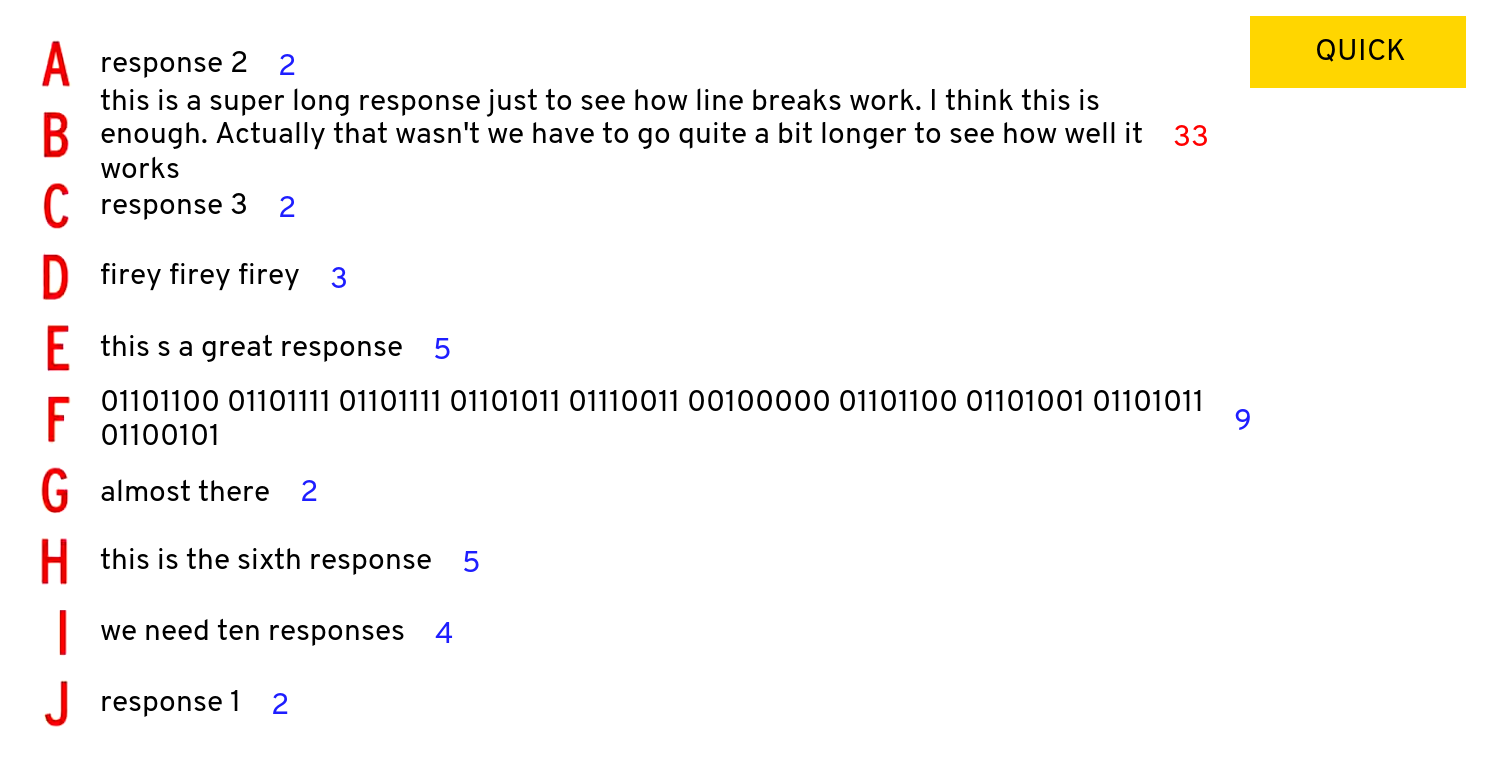 QUICK
A response 2 2
this is a super long response just to see how line breaks work. I think this is
B enough. Actually that wasn't we have to go quite a bit longer to see how well it 33
works
C response 3 2
D firey firey firey 3
E this s a great response 5
F 01101100 01101111 01101111 01101011 01110011 00100000 01101100 01101001 01101011 9
01100101
G almost there 2
H this is the sixth response 5
I we need ten responses 4
J response 1 2